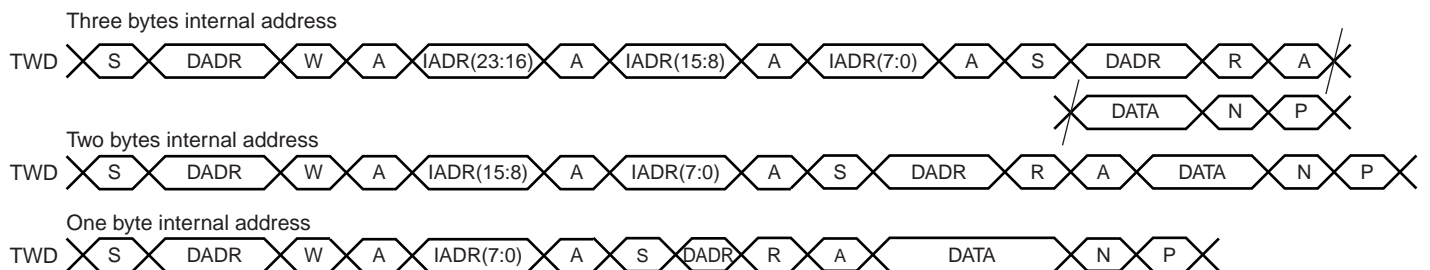 Three bytes internal address
TWD S DADR W A IADR(23:16) A IADR(15:8) A IADR(7:0) A S DADR R A
DATA N P
Two bytes internal address
TWD S DADR W A IADR(15:8) A IADR(7:0) A S DADR R A DATA N P
One byte internal address
TWD S DADR W A IADR(7:0) A S DADR R A DATA N P